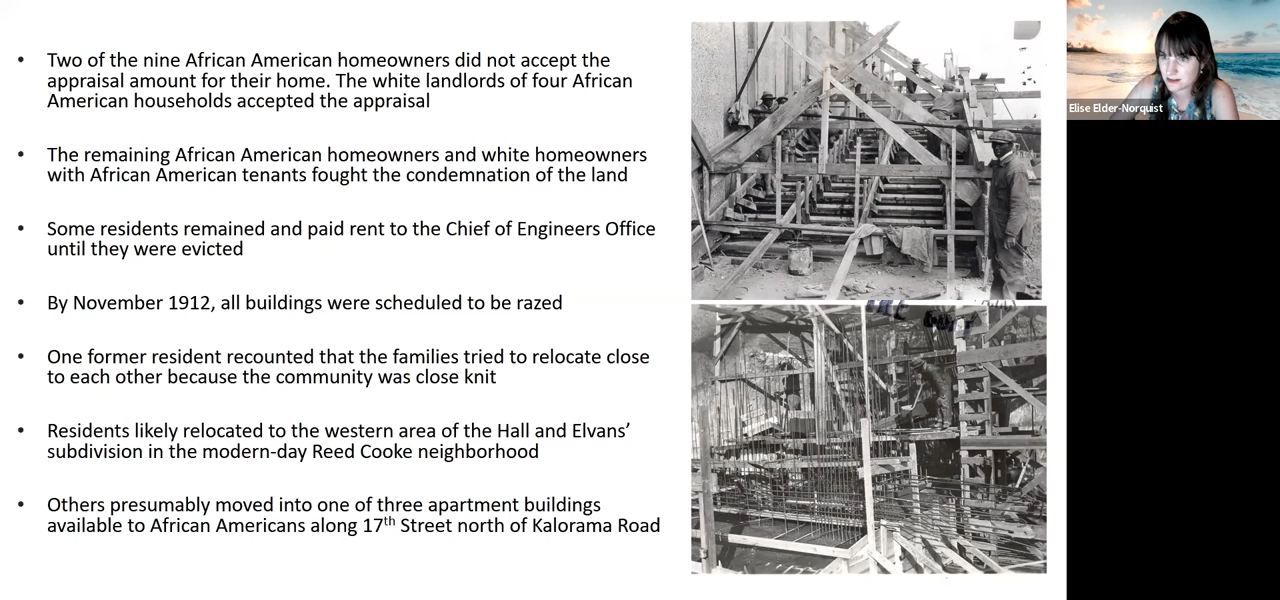 • Two of the nine African American homeowners did not accept the
appraisal amount for their home. The white landlords of four African
American households accepted the appraisal
• The remaining African American homeowners and white homeowners
with African American tenants fought the condemnation of the land
• Some residents remained and paid rent to the Chief of Engineers Office
until they were evicted
• By November 1912, all buildings were scheduled to be razed
• One former resident recounted that the families tried to relocate close
to each other because the community was close knit
• Residents likely relocated to the western area of the Hall and Elvans’
subdivision in the modern-day Reed Cooke neighborhood
• Others presumably moved into one of three apartment buildings
available to African Americans along 17th Street north of Kalorama Road
Elise Elder-Norquist